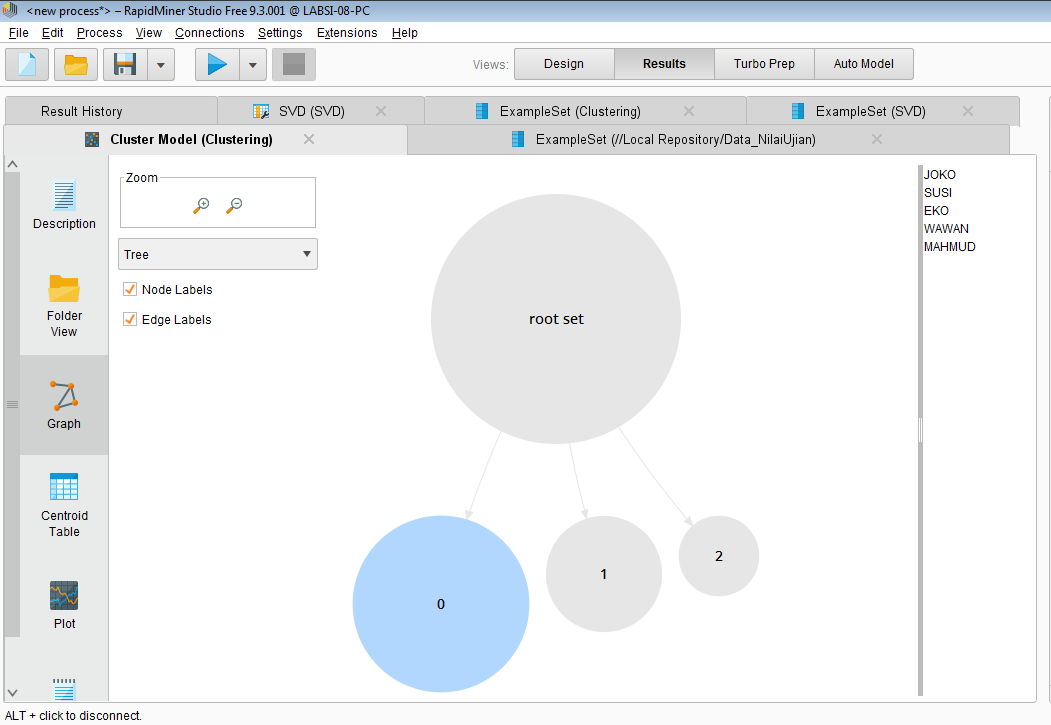 <new process*> – RapidMiner Studio Free 9.3.001 @ LABSI-08-PC
File Edit Process View Connections Settings Extensions Help
Views: Design Results Turbo Prep Auto Model
Result History SVD (SVD) ExampleSet (Clustering) ExampleSet (SVD)
Cluster Model (Clustering) ExampleSet (//Local Repository/Data_NilaiUjian)
Description
Folder
View
Graph
Centroid
Table
Plot
Zoom
Tree
Node Labels
Edge Labels
root set
0
1
2
JOKO
SUSI
EKO
WAWAN
MAHMUD
ALT + click to disconnect.